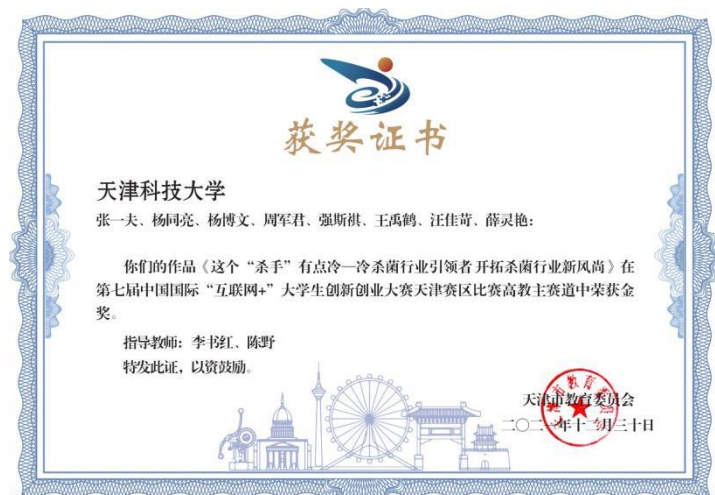 获奖证书
天津科技大学
张一夫、杨同亮、杨博文、周军君、强斯祺、王禹鹤、汪佳苛、薛灵艳：
你们的作品《这个“杀手”有点冷—冷杀菌行业引领者开拓杀菌行业新风尚》在
第七届中国国际“互联网+”大学生创新创业大赛天津赛区比赛高教主赛道中荣获金
奖。
指导教师：李书红、陈野
特发此证，以资鼓励。
天津市教育委员会
二〇二一年十二月三十日